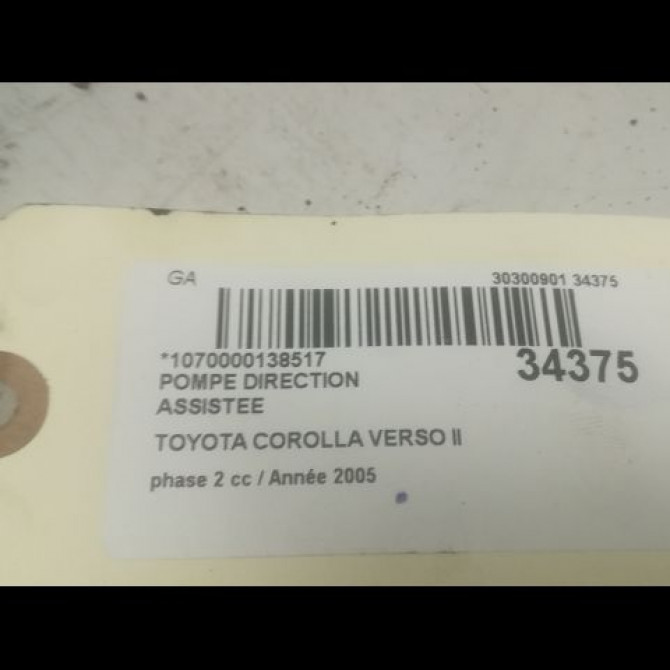 GA 30300901 34375
*1070000138517 34375
POMPE DIRECTION
ASSISTEE
TOYOTA COROLLA VERSO II
phase 2 cc / Année 2005